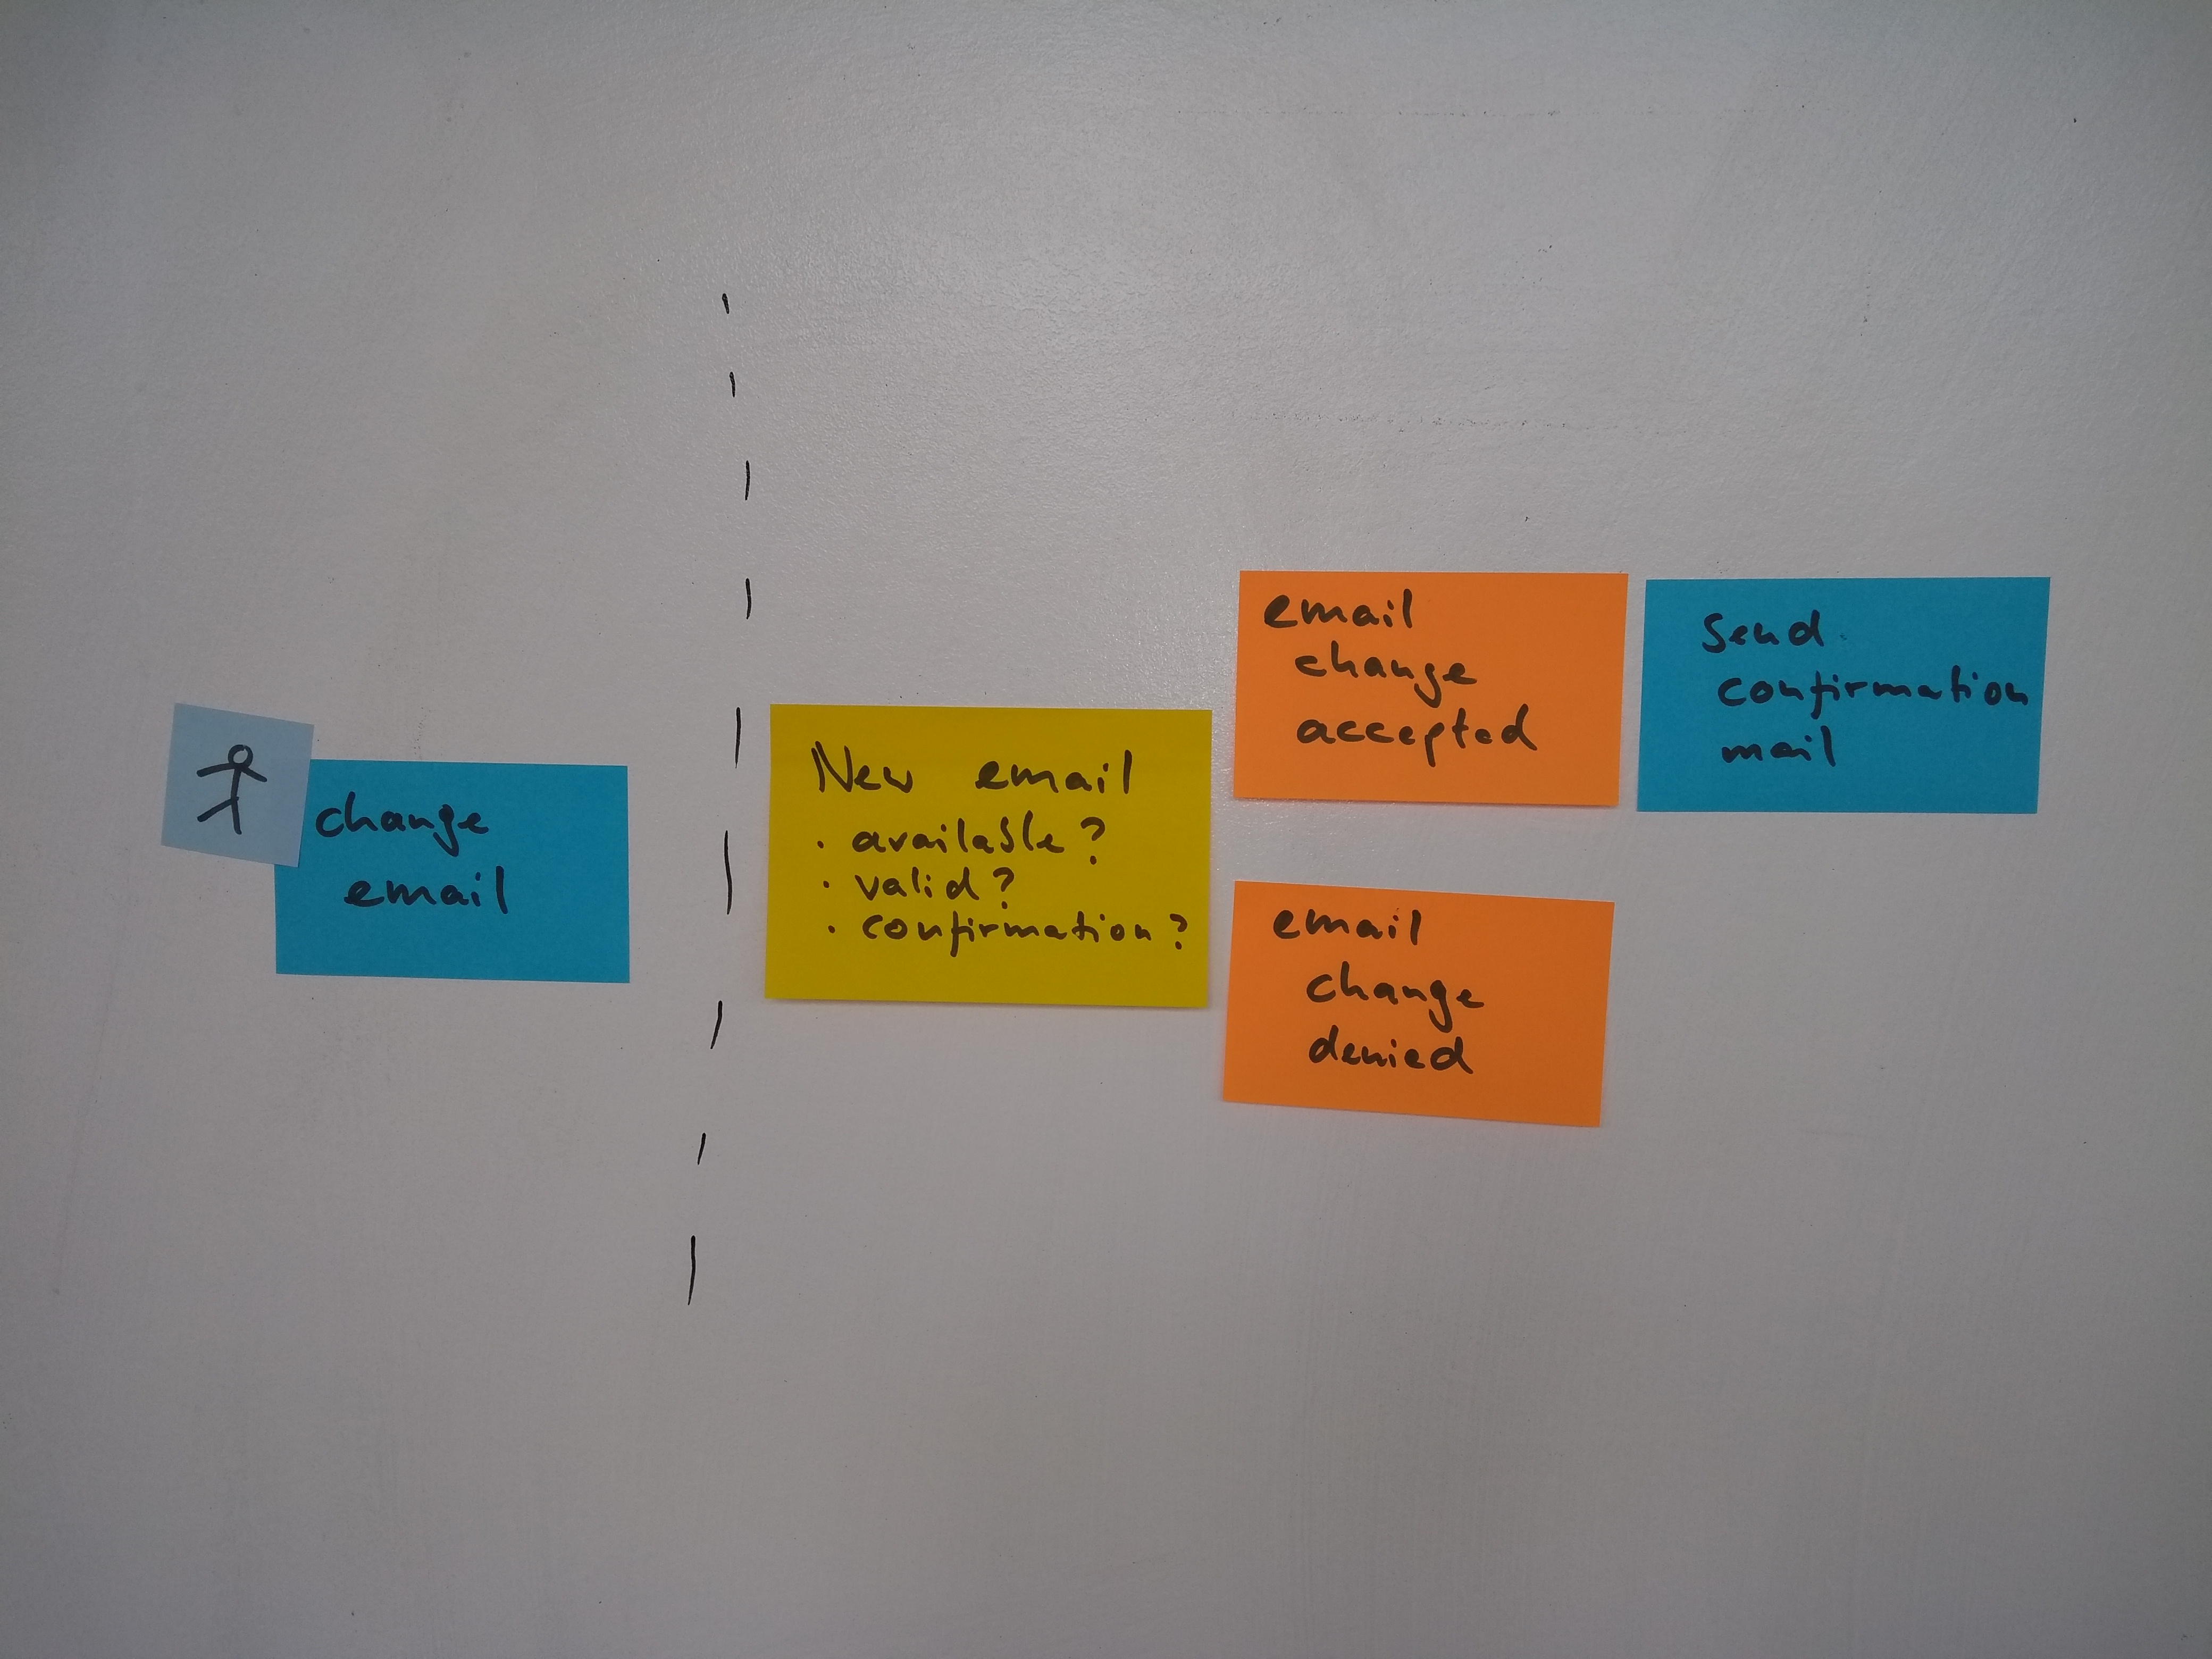 change
email
New email
· available?
· valid?
· confirmation?
email
change
accepted
Send
confirmation
mail
email
change
denied